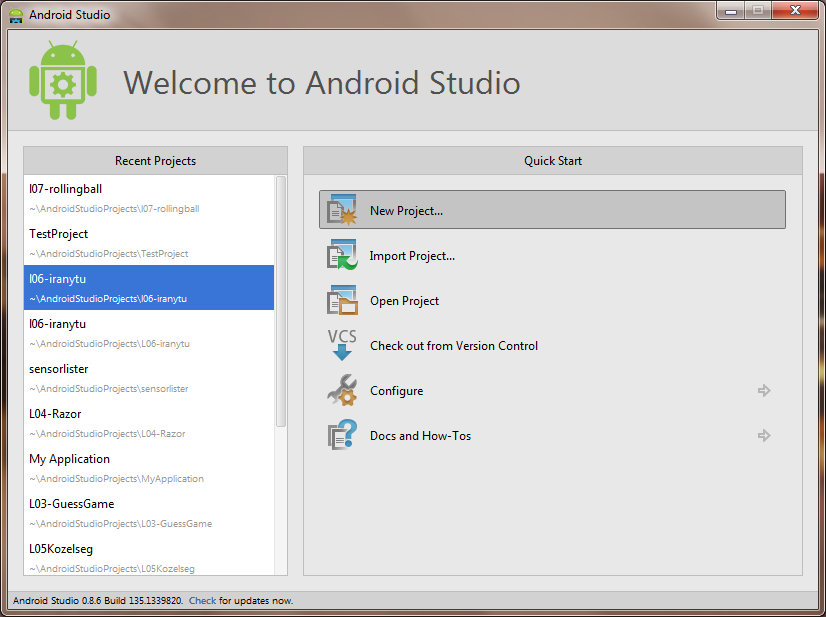 Android Studio
Welcome to Android Studio
Recent Projects
l07-rollingball
~\AndroidStudioProjects\l07-rollingball
TestProject
~\AndroidStudioProjects\TestProject
l06-iranytu
~\AndroidStudioProjects\l06-iranytu
l06-iranytu
~\AndroidStudioProjects\L06-iranytu
sensorlister
~\AndroidStudioProjects\sensorlister
L04-Razor
~\AndroidStudioProjects\L04-Razor
My Application
~\AndroidStudioProjects\MyApplication
L03-GuessGame
~\AndroidStudioProjects\L03-GuessGame
L05Kozelseg
~\AndroidStudioProjects\L05Kozelseg
Quick Start
New Project...
Import Project...
Open Project
VCS
Check out from Version Control
Configure
Docs and How-Tos
Android Studio 0.8.6 Build 135.1339820. Check for updates now.